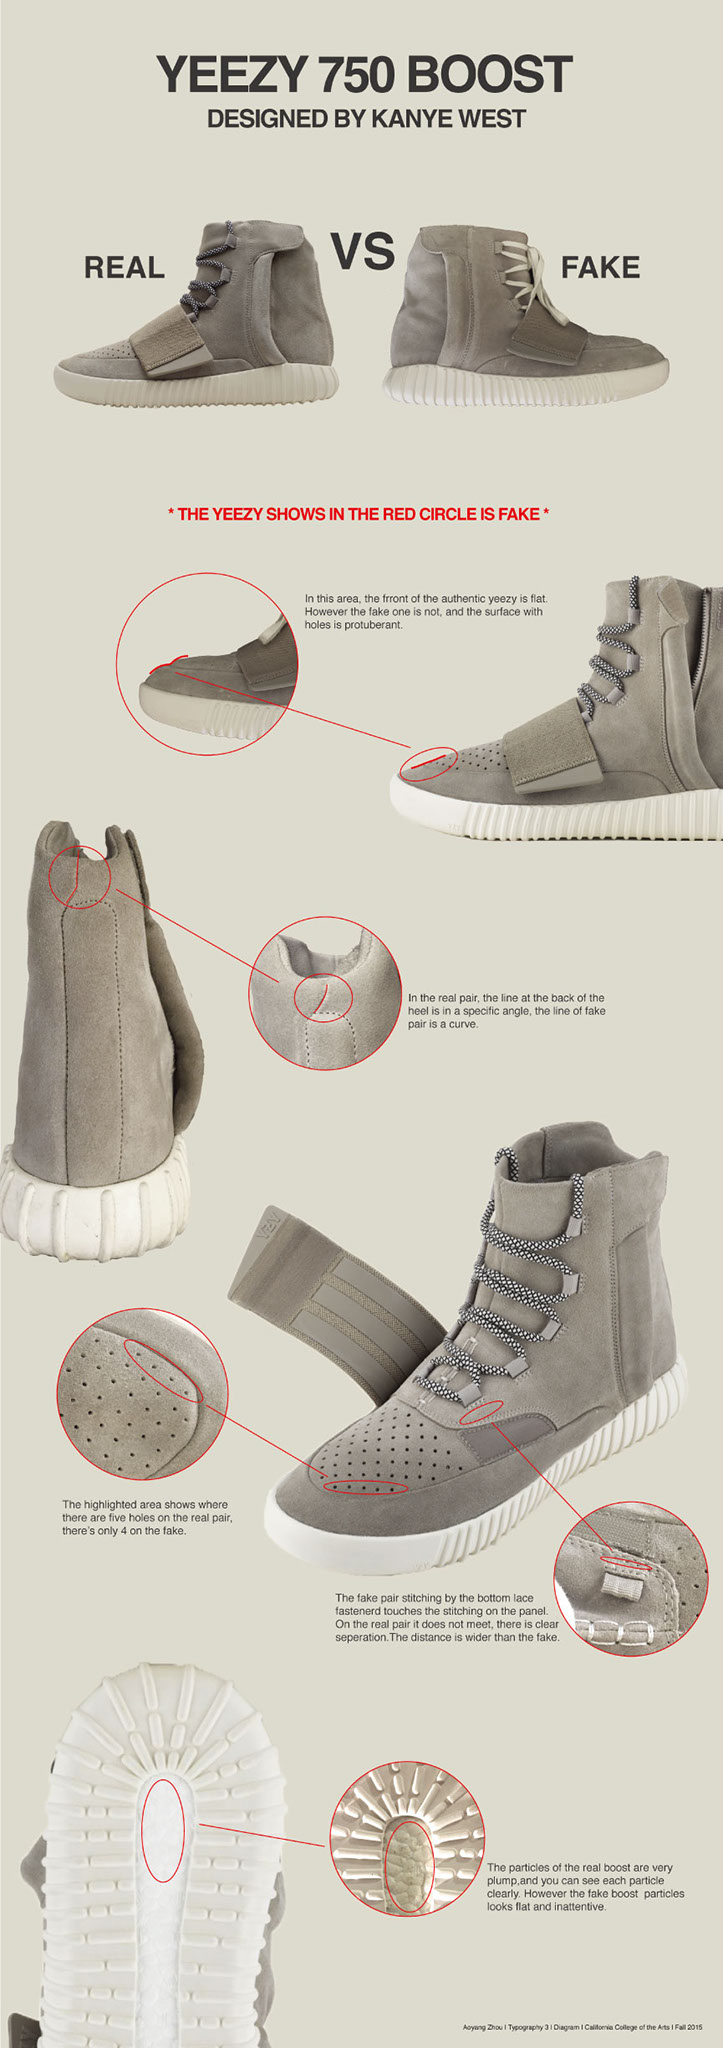 YEEZY 750 BOOST
DESIGNED BY KANYE WEST
REAL
VS
FAKE
* THE YEEZY SHOWS IN THE RED CIRCLE IS FAKE *
In this area, the frront of the authentic yeezy is flat.
However the fake one is not, and the surface with
holes is protuberant.
In the real pair, the line at the back of the
heel is in a specific angle, the line of fake
pair is a curve.
The highlighted area shows where
there are five holes on the real pair,
there's only 4 on the fake.
The fake pair stitching by the bottom lace
fastenerd touches the stitching on the panel.
On the real pair it does not meet, there is clear
seperation.The distance is wider than the fake.
The particles of the real boost are very
plump,and you can see each particle
clearly. However the fake boost particles
looks flat and inattentive.
Aoyang Zhou I Typography 3 I Diagram I California College of the Arts I Fall 2015